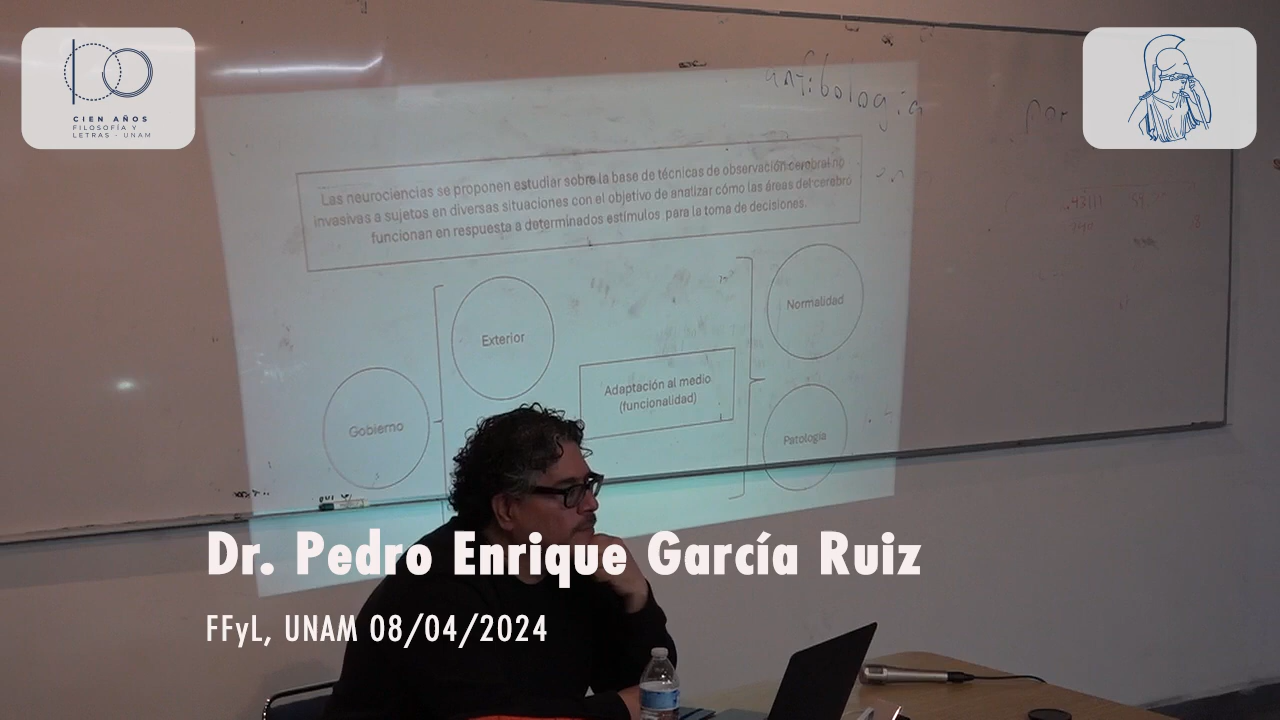 CIEN AÑOS
FILOSOFÍA Y
LETRAS - UNAM
anfibología
por
Las neurociencias se proponen estudiar sobre la base de técnicas de observación cerebral no
invasivas a sujetos en diversas situaciones con el objetivo de analizar cómo las áreas del cerebro
funcionan en respuesta a determinados estímulos para la toma de decisiones.
Exterior
Normalidad
Adaptación al medio
(funcionalidad)
Gobierno
Patología
Dr. Pedro Enrique García Ruiz
FFyL, UNAM 08/04/2024